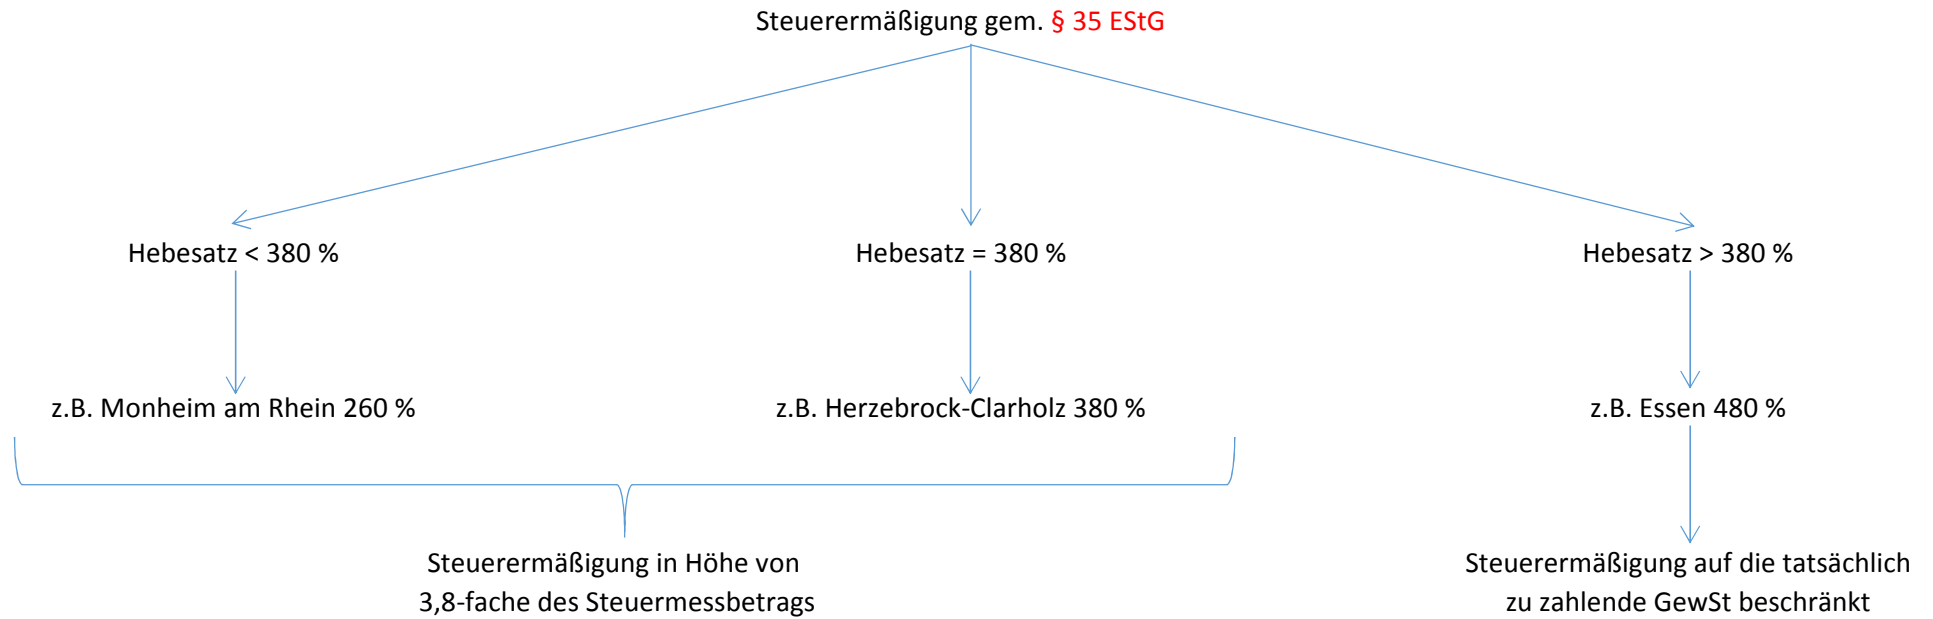 Steuerermäßigung gem. § 35 EStG
Hebesatz < 380 %
Hebesatz = 380 %
Hebesatz > 380 %
z.B. Monheim am Rhein 260 %
z.B. Herzebrock-Clarholz 380 %
z.B. Essen 480 %
Steuerermäßigung in Höhe von
3,8-fache des Steuermessbetrags
Steuerermäßigung auf die tatsächlich
zu zahlende GewSt beschränkt